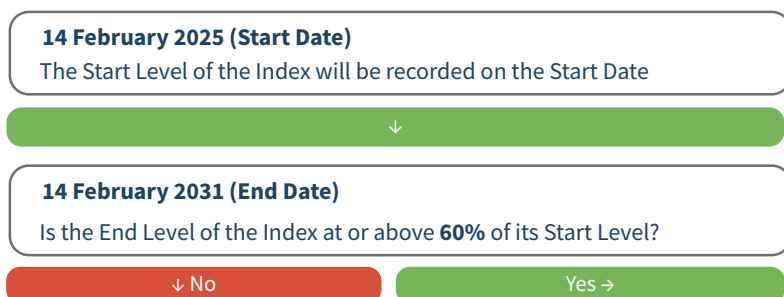 14 February 2025 (Start Date)
The Start Level of the Index will be recorded on the Start Date
↓
14 February 2031 (End Date)
Is the End Level of the Index at or above 60% of its Start Level?
↓ No
Yes →